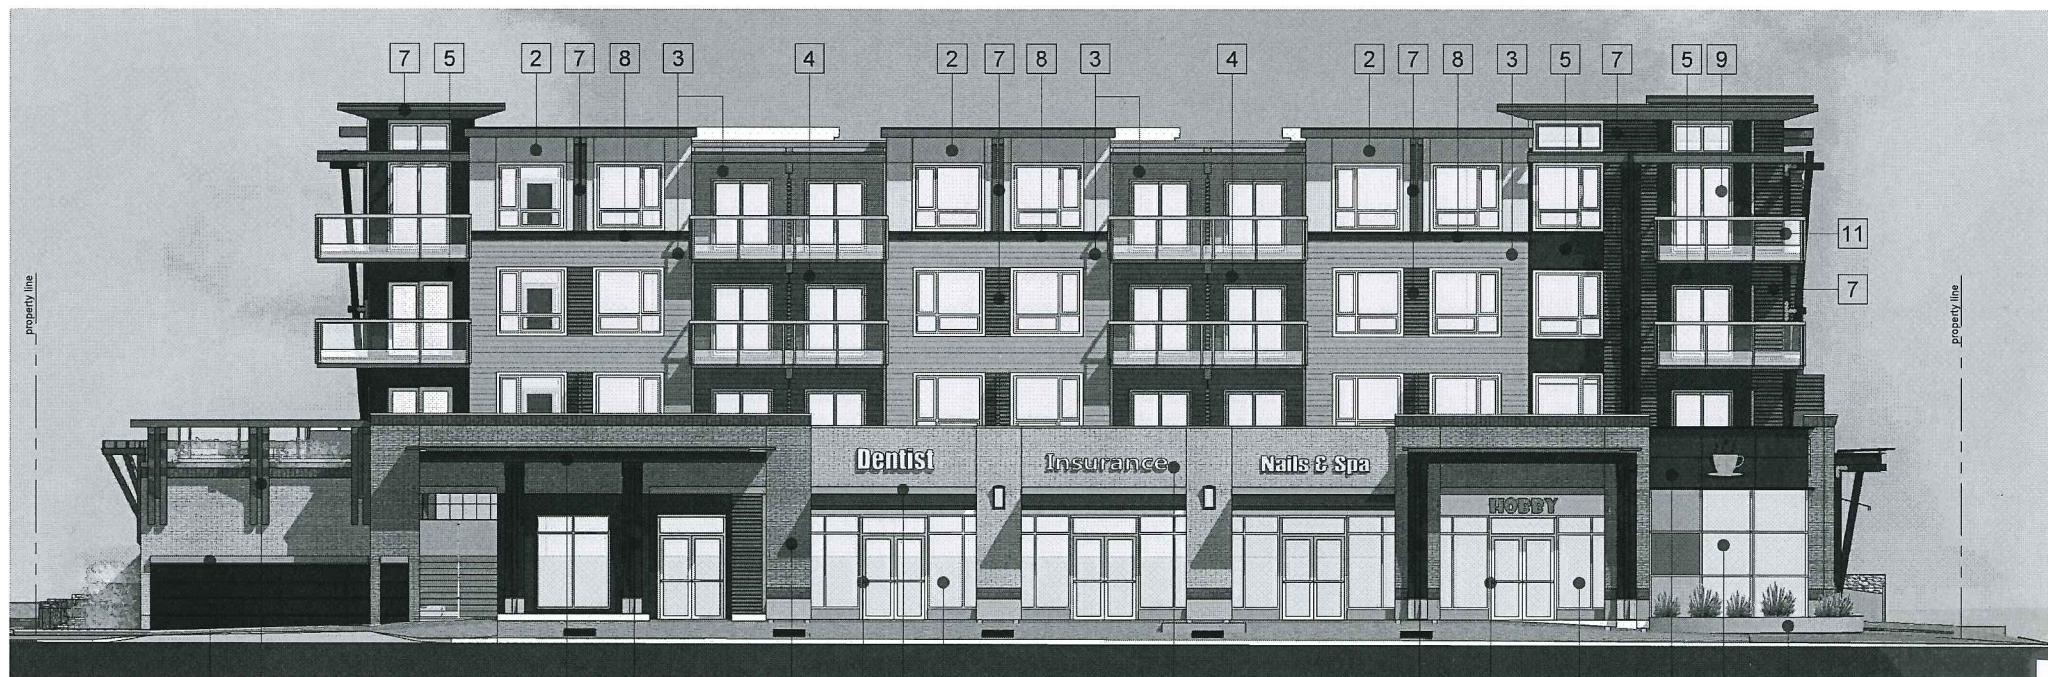 7 5 2 7 8 3 4 2 7 8 3 4 2 7 8 3 5 7 5 9
11
7
property line
property line
Dentist Insurance Nails & Spa
HOBBY